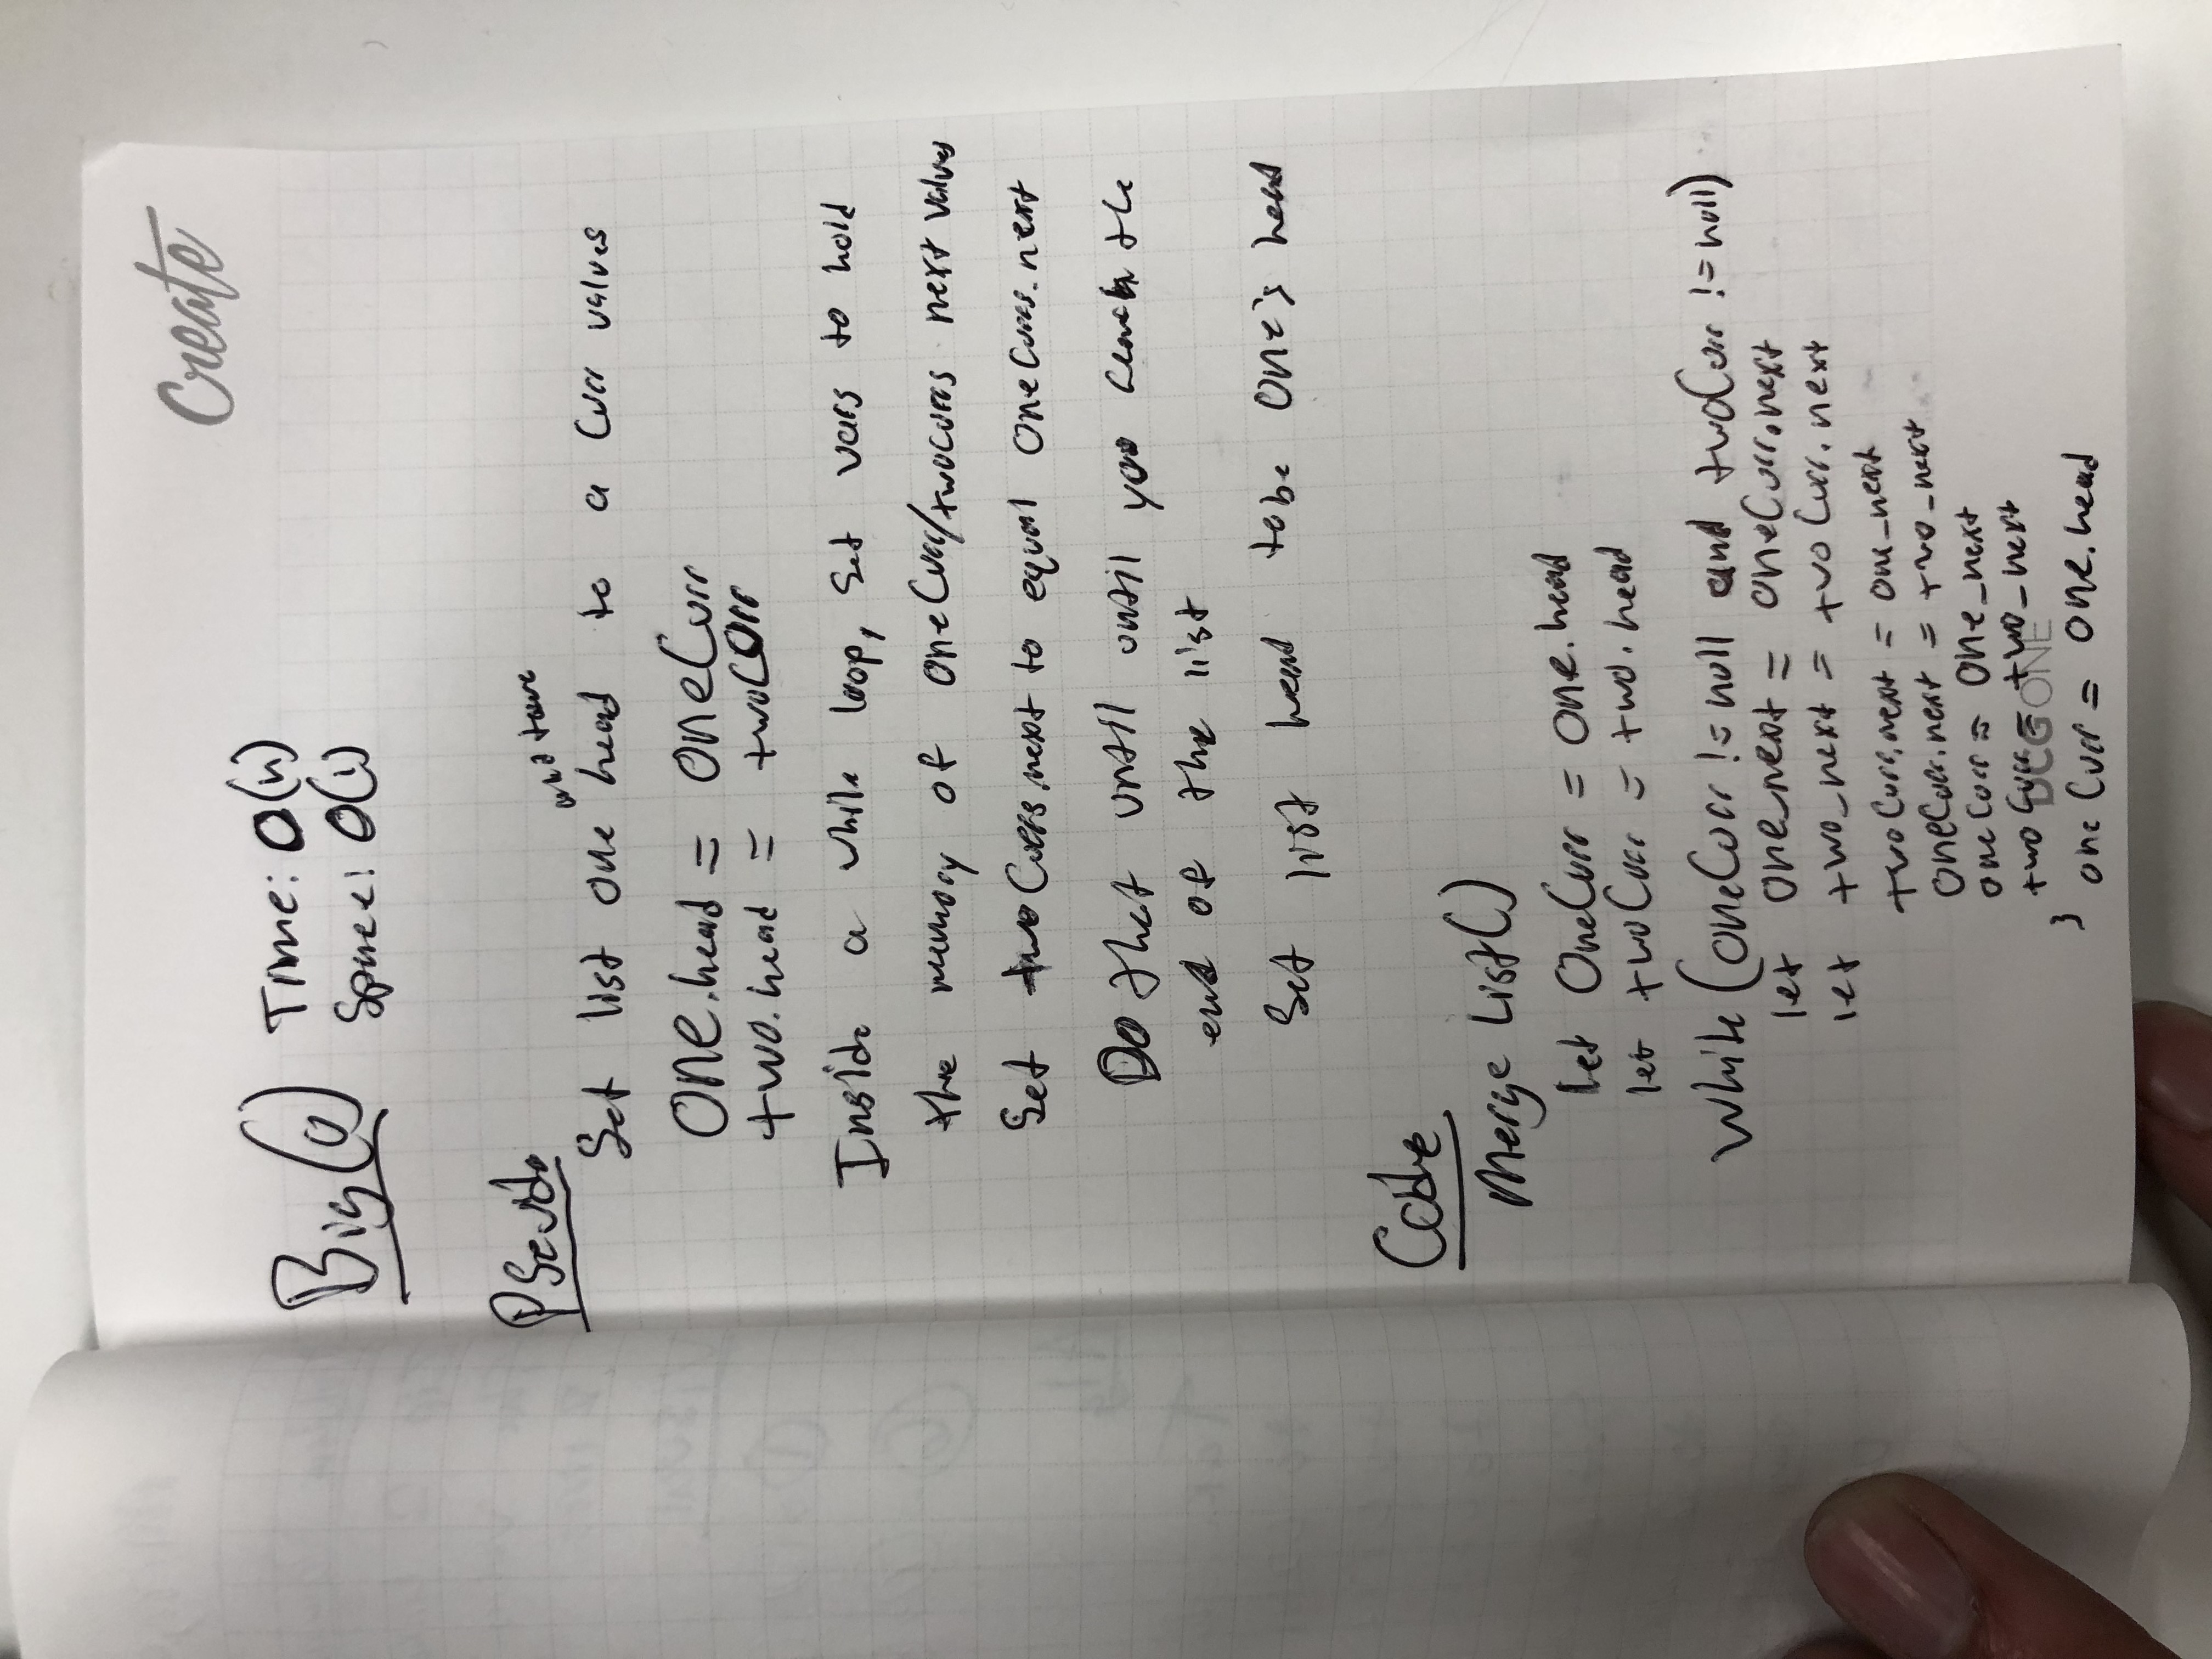 Create
Big(O) Time: O(n)
Space: O(1)
PSeudo
and two
Set list one head to a Curr values
One.head = oneCurr
two.head = twoCurr
Inside a while loop, set vars to hold
the memory of oneCurr/twoCurrs next values
Set twoCurrs.next to equal OneCurrs.next
Do that until until you reach the
end of the list
Set list head to be One's head
Code
Merge List()
let OneCurr = one.head
let twoCurr = two.head
While (oneCurr != null and twoCurr != null)
let one_next = oneCurr.next
let two_next = twoCurr.next
twoCurr.next = one_next
oneCurr.next = two_next
oneCurr = One_next
twoCurr = two_next
DCG ONE
}
oneCurr = one.head